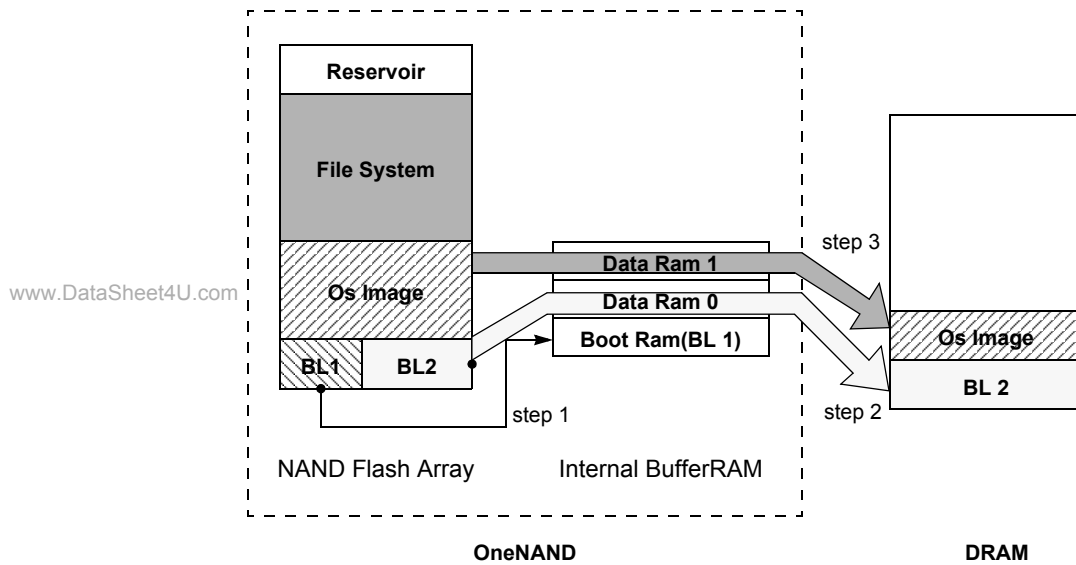 Reservoir
File System
step 3
Data Ram 1
www.DataSheet4U.com
Os Image
Data Ram 0
Os Image
Boot Ram(BL 1)
BL1
BL2
BL 2
step 1
step 2
NAND Flash Array
Internal BufferRAM
OneNAND
DRAM